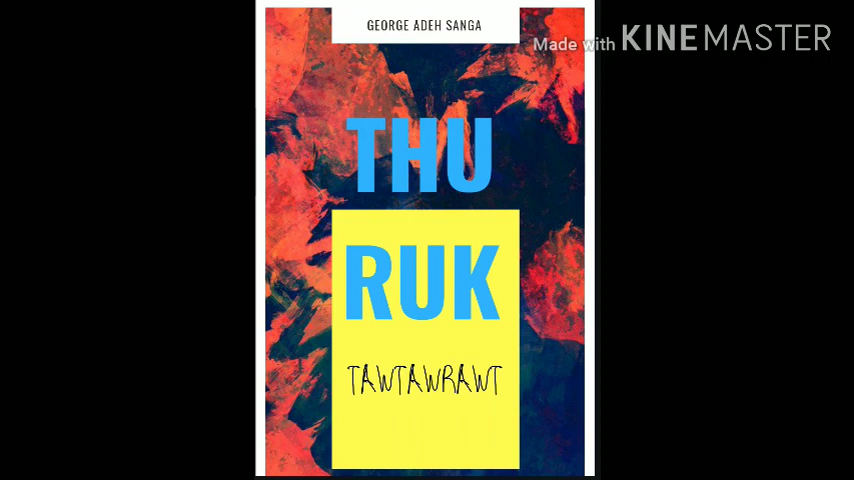 GEORGE ADEH SANGA
Made with KINEMASTER
THU
RUK
TAWTAWRAWT